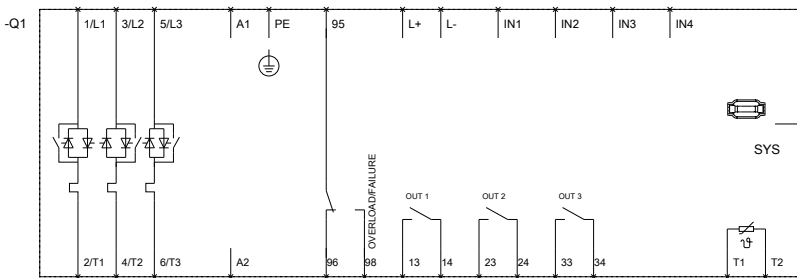 -Q1
1/L1 3/L2 5/L3 A1 PE 95 L+ L- IN1 IN2 IN3 IN4
SYS
OVERLOAD/FAILURE
OUT 1 OUT 2 OUT 3
ϑ
2/T1 4/T2 6/T3 A2 96 98 13 14 23 24 33 34 T1 T2